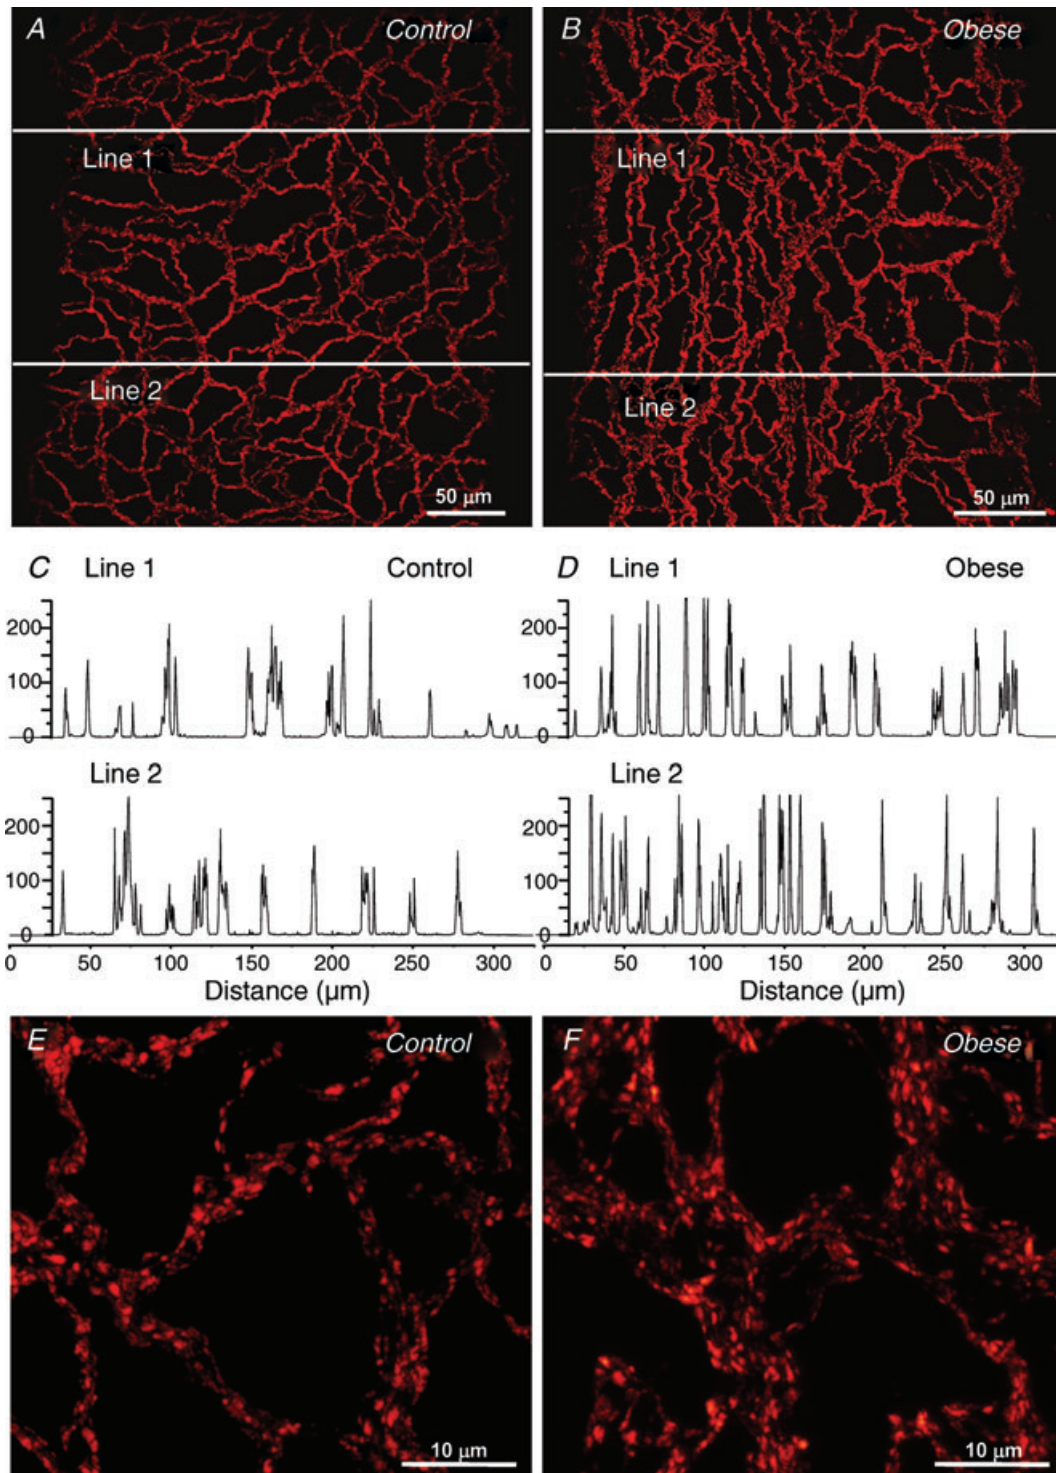 A Control
B Obese
Line 1
Line 1
Line 2
Line 2
50 µm
50 µm
C Line 1 Control
D Line 1 Obese
200
100
0
200
100
0
Line 2
Line 2
200
100
0
200
100
0
0 50 100 150 200 250 300
0 50 100 150 200 250 300
Distance (µm)
Distance (µm)
E Control
F Obese
10 µm
10 µm